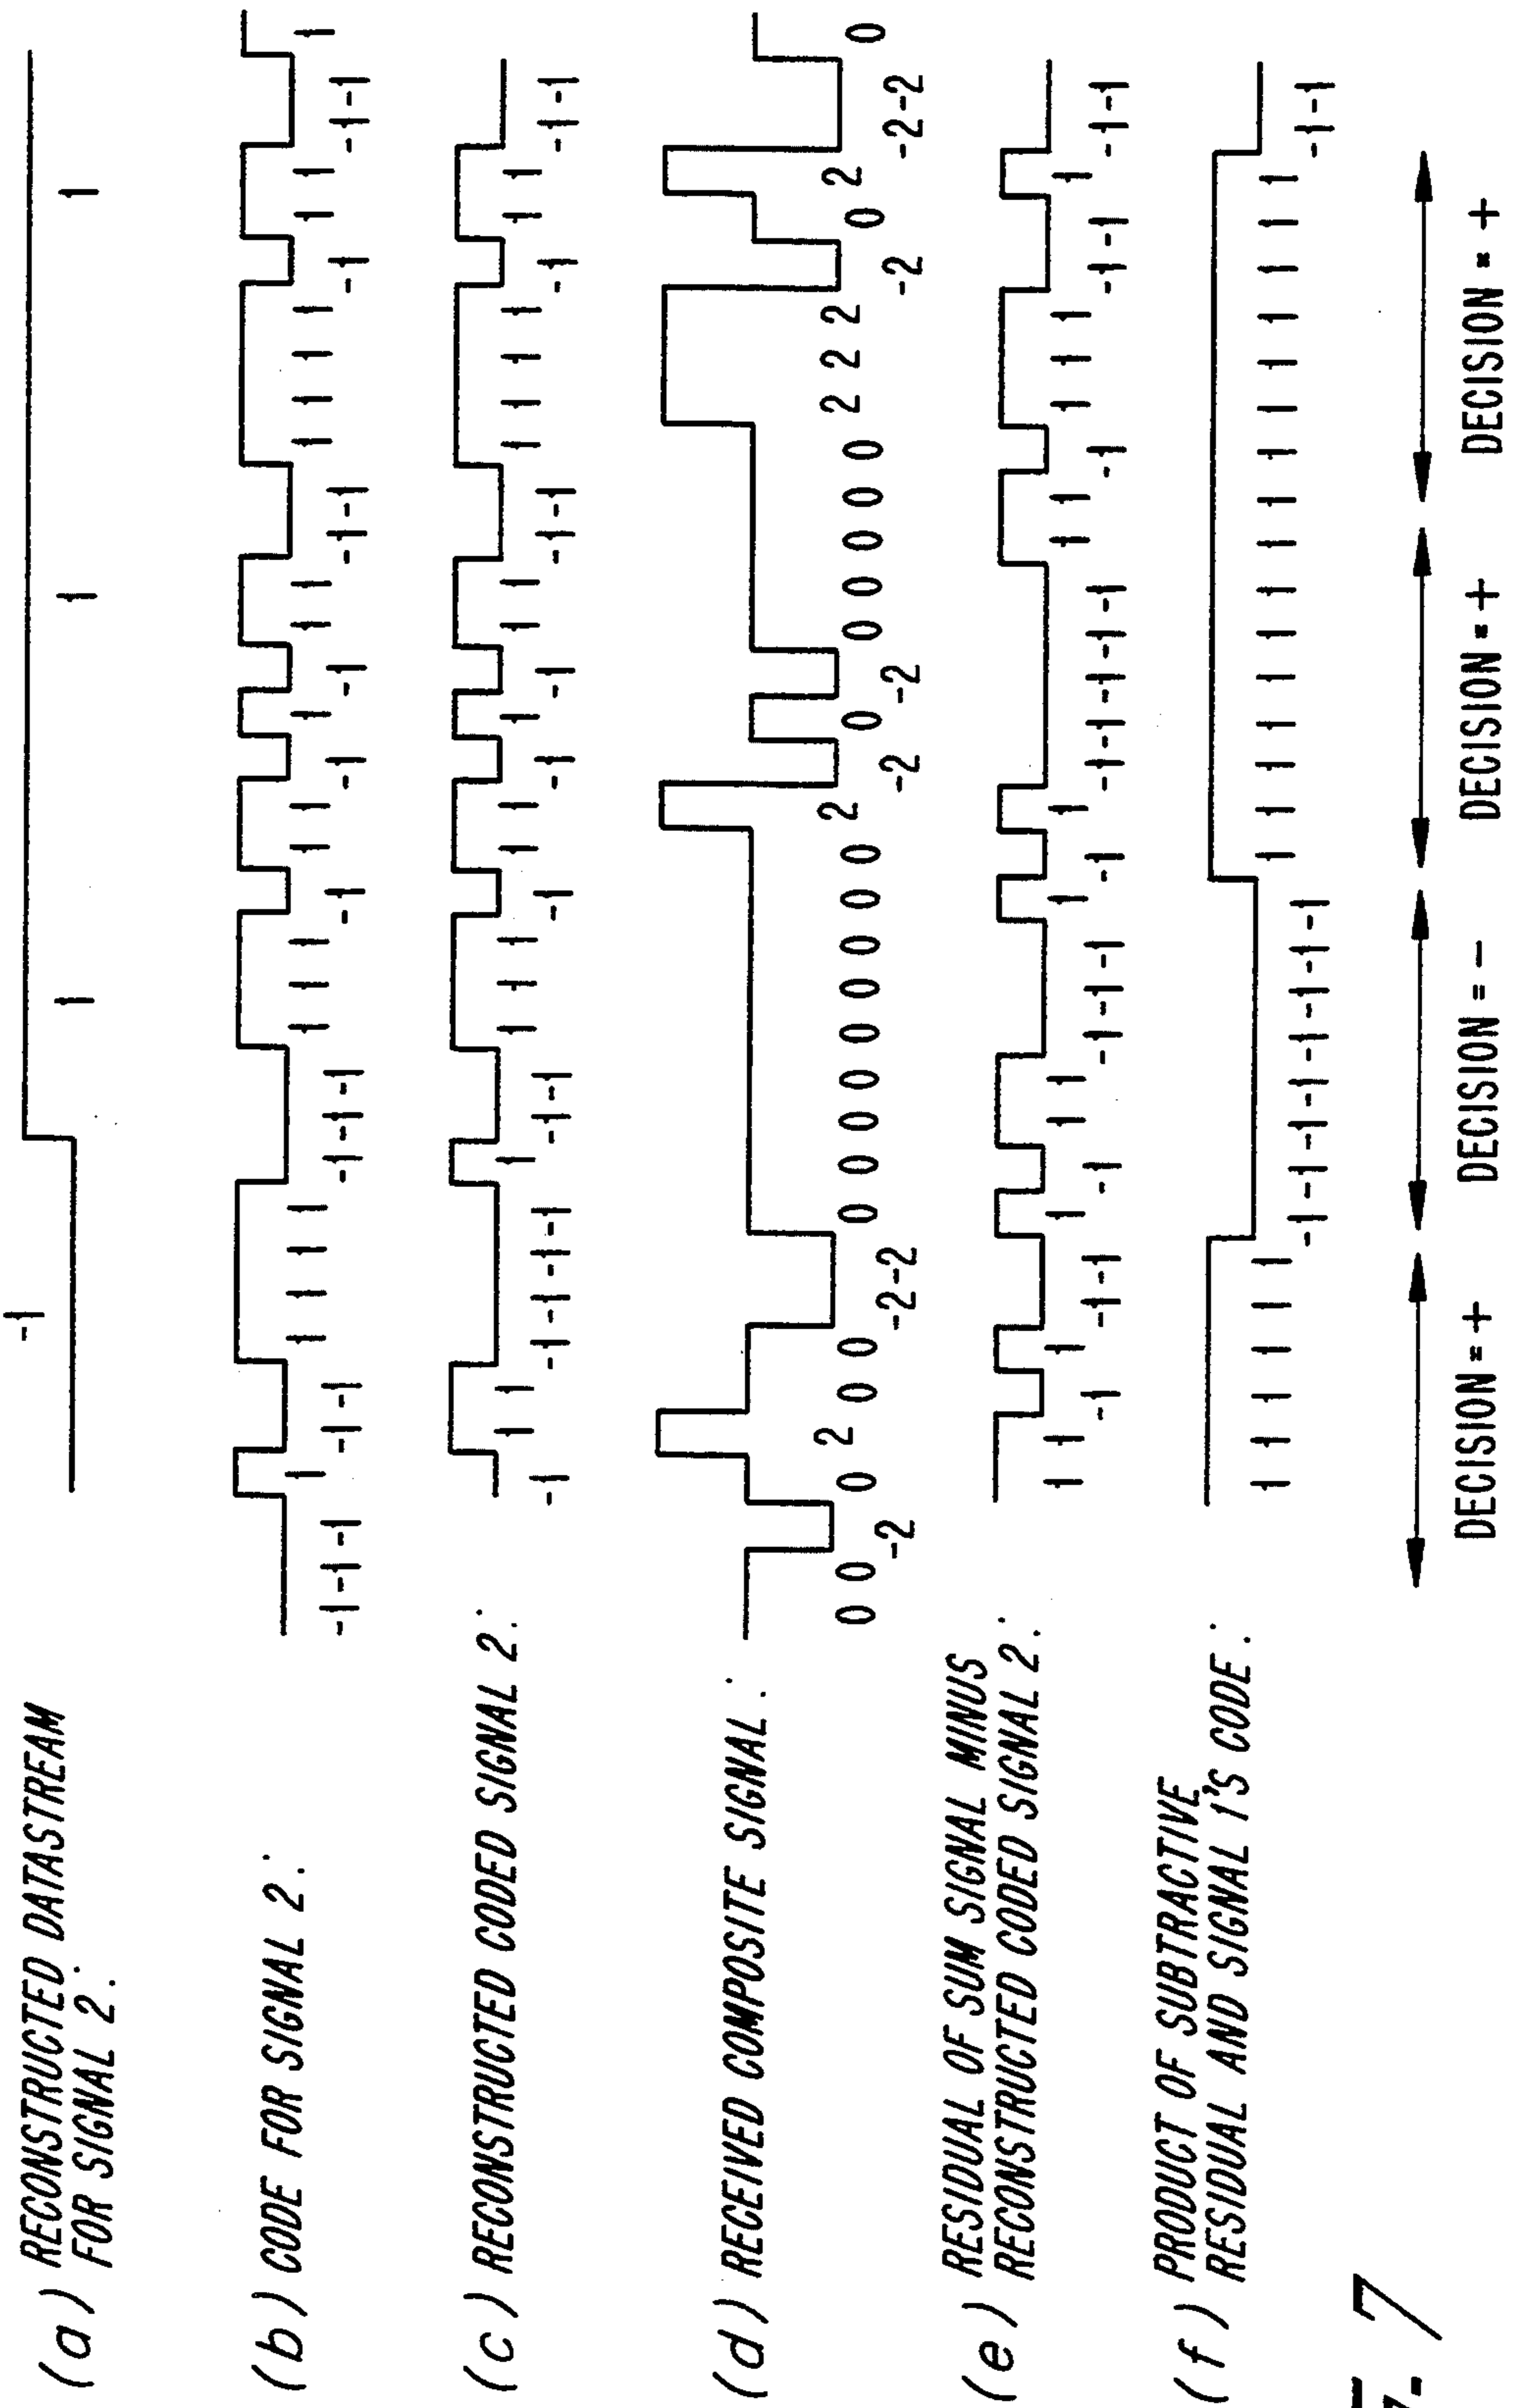 (a) RECONSTRUCTED DATASTREAM
FOR SIGNAL 2:
-1 1 1 1
(b) CODE FOR SIGNAL 2:
-1-1-1 1 -1-1 1 1 1 1 -1-1-1 1 1 1 -1 1 1 -1 1 -1 1 1 -1-1 1 1 1 1 -1 1 1 -1-1 1
(c) RECONSTRUCTED CODED SIGNAL 2:
-1 1 1 -1-1-1-1 1 -1-1 1 1 1 -1 1 1 -1 1 -1 1 1 -1-1 1 1 1 1 -1 1 1 -1-1
(d) RECEIVED COMPOSITE SIGNAL:
0 0 -2 0 2 0 0 -2-2 0 0 0 0 0 0 0 0 0 2 -2 0 -2 0 0 0 0 0 2 2 2 -2 0 2 -2-2 0
(e) RESIDUAL OF SUM SIGNAL MINUS
RECONSTRUCTED CODED SIGNAL 2:
1 1 -1 1 -1-1 1 -1 1 1 -1-1-1 1 -1 1 -1-1-1-1-1 1 1 -1 1 1 1 -1-1 1 -1-1
(f) PRODUCT OF SUBTRACTIVE
RESIDUAL AND SIGNAL 1'S CODE:
1 1 1 1 1 1 -1-1-1-1-1-1-1-1 1 1 1 1 1 1 1 1 1 1 1 1 1 1 1 1 -1-1
DECISION = + DECISION = - DECISION = + DECISION = +
7